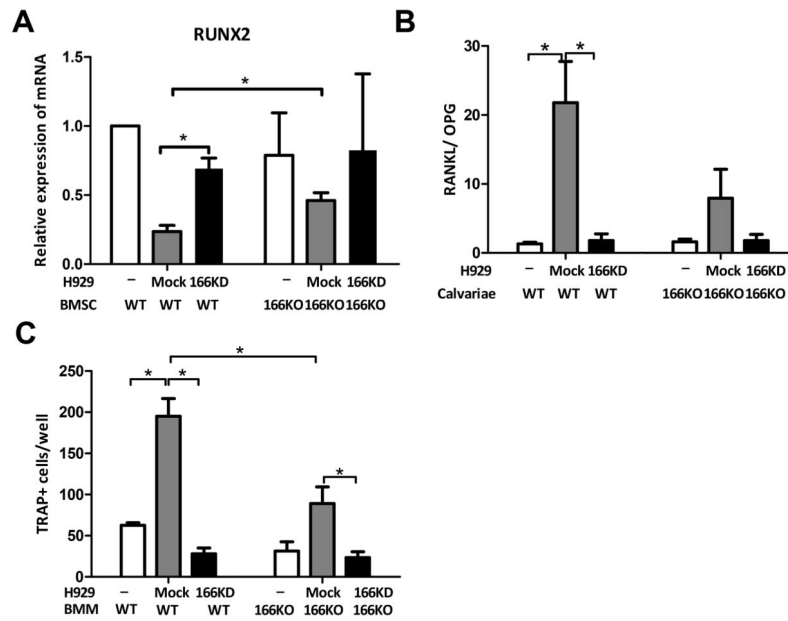 A
RUNX2
Relative expression of mRNA
1.5
1.0
0.5
0.0
*
*
H929 – Mock 166KD – Mock 166KD
BMSC WT WT WT 166KO 166KO 166KO
B
RANKL/ OPG
30
20
10
0
* *
H929 – Mock 166KD – Mock 166KD
Calvariae WT WT WT 166KO 166KO 166KO
C
TRAP+ cells/well
250
200
150
100
50
0
*
* *
*
H929 – Mock 166KD – Mock 166KD
BMM WT WT WT 166KO 166KO 166KO